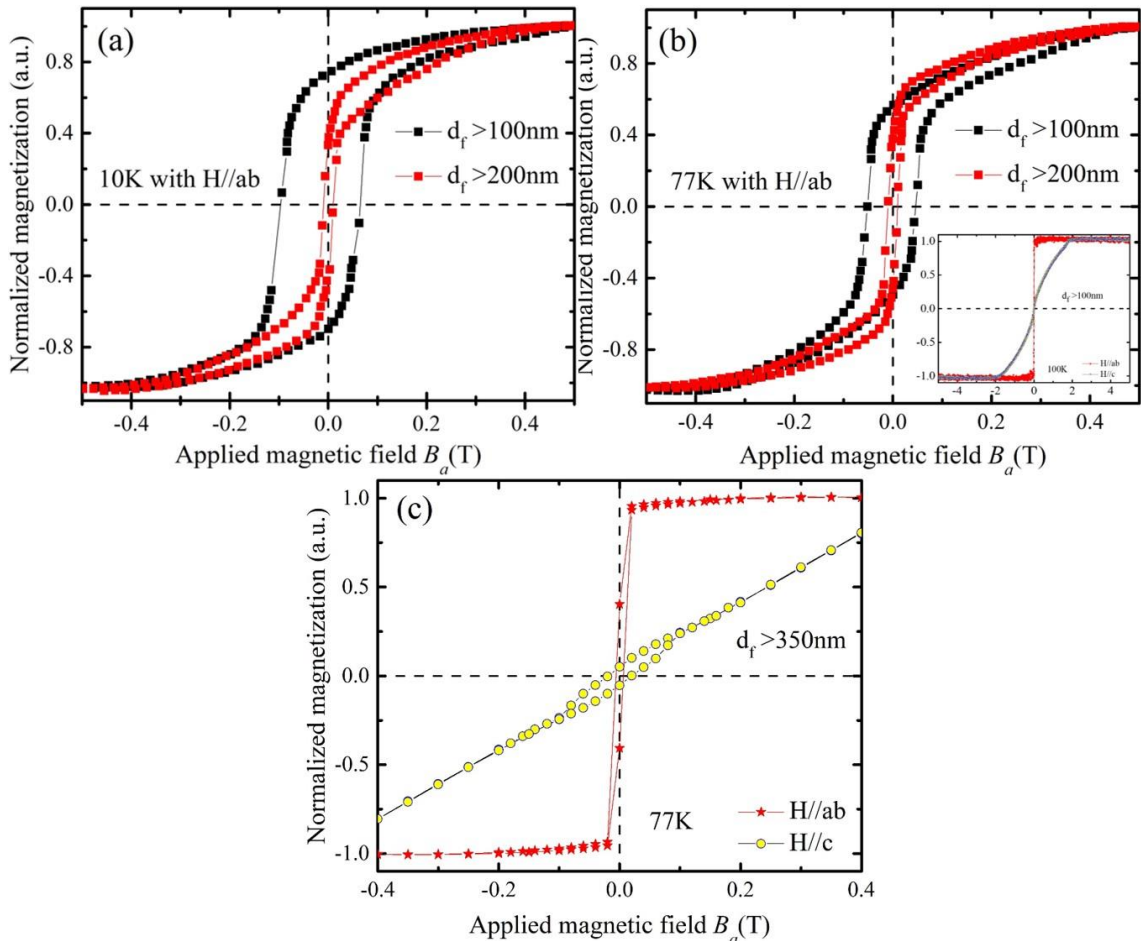 (a)
Normalized magnetization (a.u.)
0.8
0.4
0.0
-0.4
-0.8
d_f >100nm
d_f >200nm
10K with H//ab
-0.4 -0.2 0.0 0.2 0.4
Applied magnetic field B_a(T)
(b)
Normalized magnetization (a.u.)
0.8
0.4
0.0
-0.4
-0.8
d_f >100nm
d_f >200nm
77K with H//ab
1.0
0.5
0.0
-0.5
-1.0
d_f >100nm
H//ab
100K H//c
-4 -2 0 2 4
-0.4 -0.2 0.0 0.2 0.4
Applied magnetic field B_a(T)
(c)
Normalized magnetization (a.u.)
1.0
0.5
0.0
-0.5
-1.0
d_f >350nm
77K
H//ab
H//c
-0.4 -0.2 0.0 0.2 0.4
Applied magnetic field B_a(T)